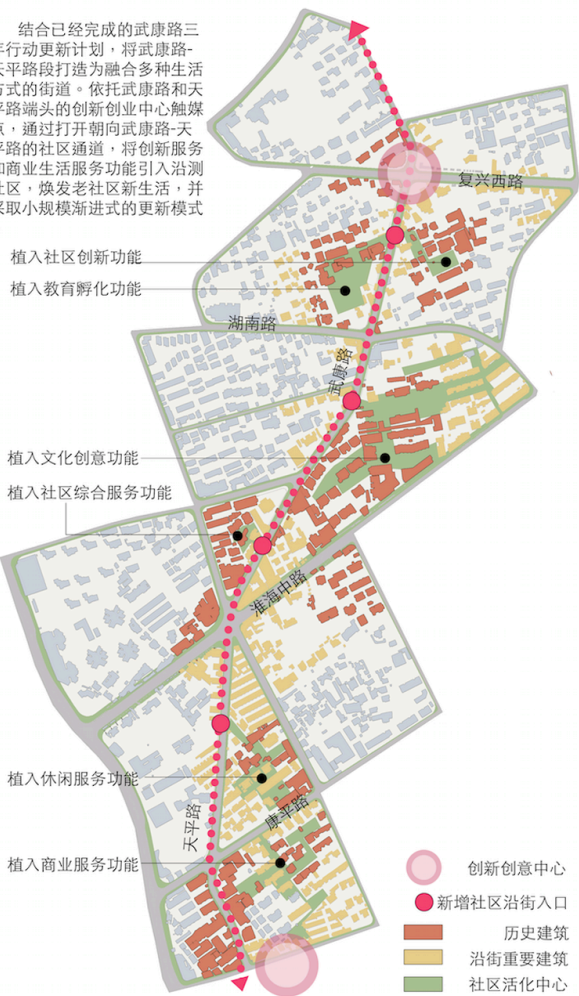 结合已经完成的武康路三
年行动更新计划，将武康路-
天平路段打造为融合多种生活
方式的街道。依托武康路和天
平路端头的创新创业中心触媒
点，通过打开朝向武康路-天
平路的社区通道，将创新服务
和商业生活服务功能引入沿测
社区，焕发老社区新生活，并
采取小规模渐进式的更新模式
复兴西路
植入社区创新功能
植入教育孵化功能
湖南路
武康路
植入文化创意功能
植入社区综合服务功能
淮海中路
植入休闲服务功能
天平路
康平路
植入商业服务功能
创新创意中心
新增社区沿街入口
历史建筑
沿街重要建筑
社区活化中心